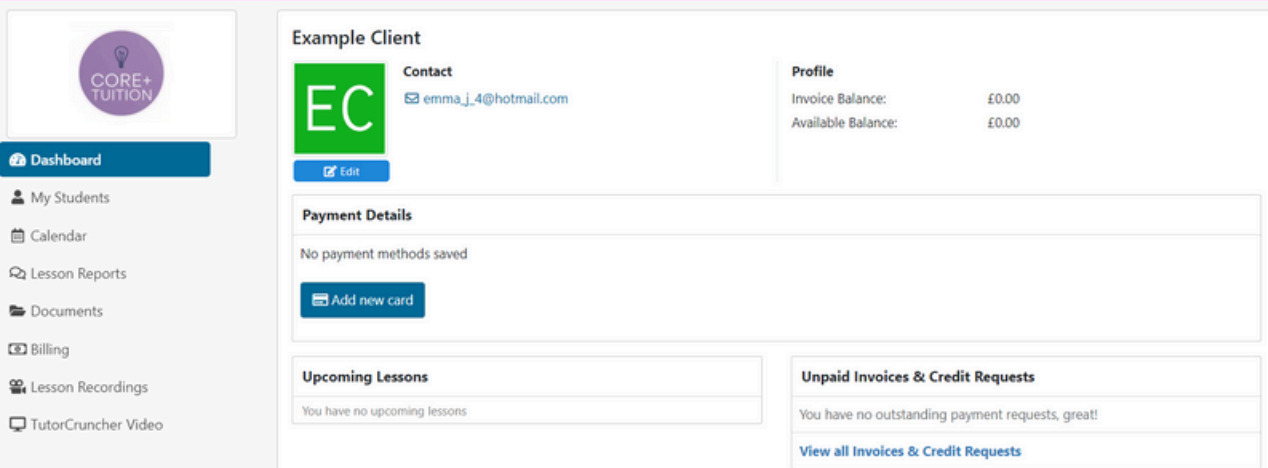 CORE+
TUITION
Dashboard
My Students
Calendar
Lesson Reports
Documents
Billing
Lesson Recordings
TutorCruncher Video
Example Client
EC
Edit
Contact
emma_j_4@hotmail.com
Profile
Invoice Balance: £0.00
Available Balance: £0.00
Payment Details
No payment methods saved
Add new card
Upcoming Lessons
You have no upcoming lessons
Unpaid Invoices & Credit Requests
You have no outstanding payment requests, great!
View all Invoices & Credit Requests